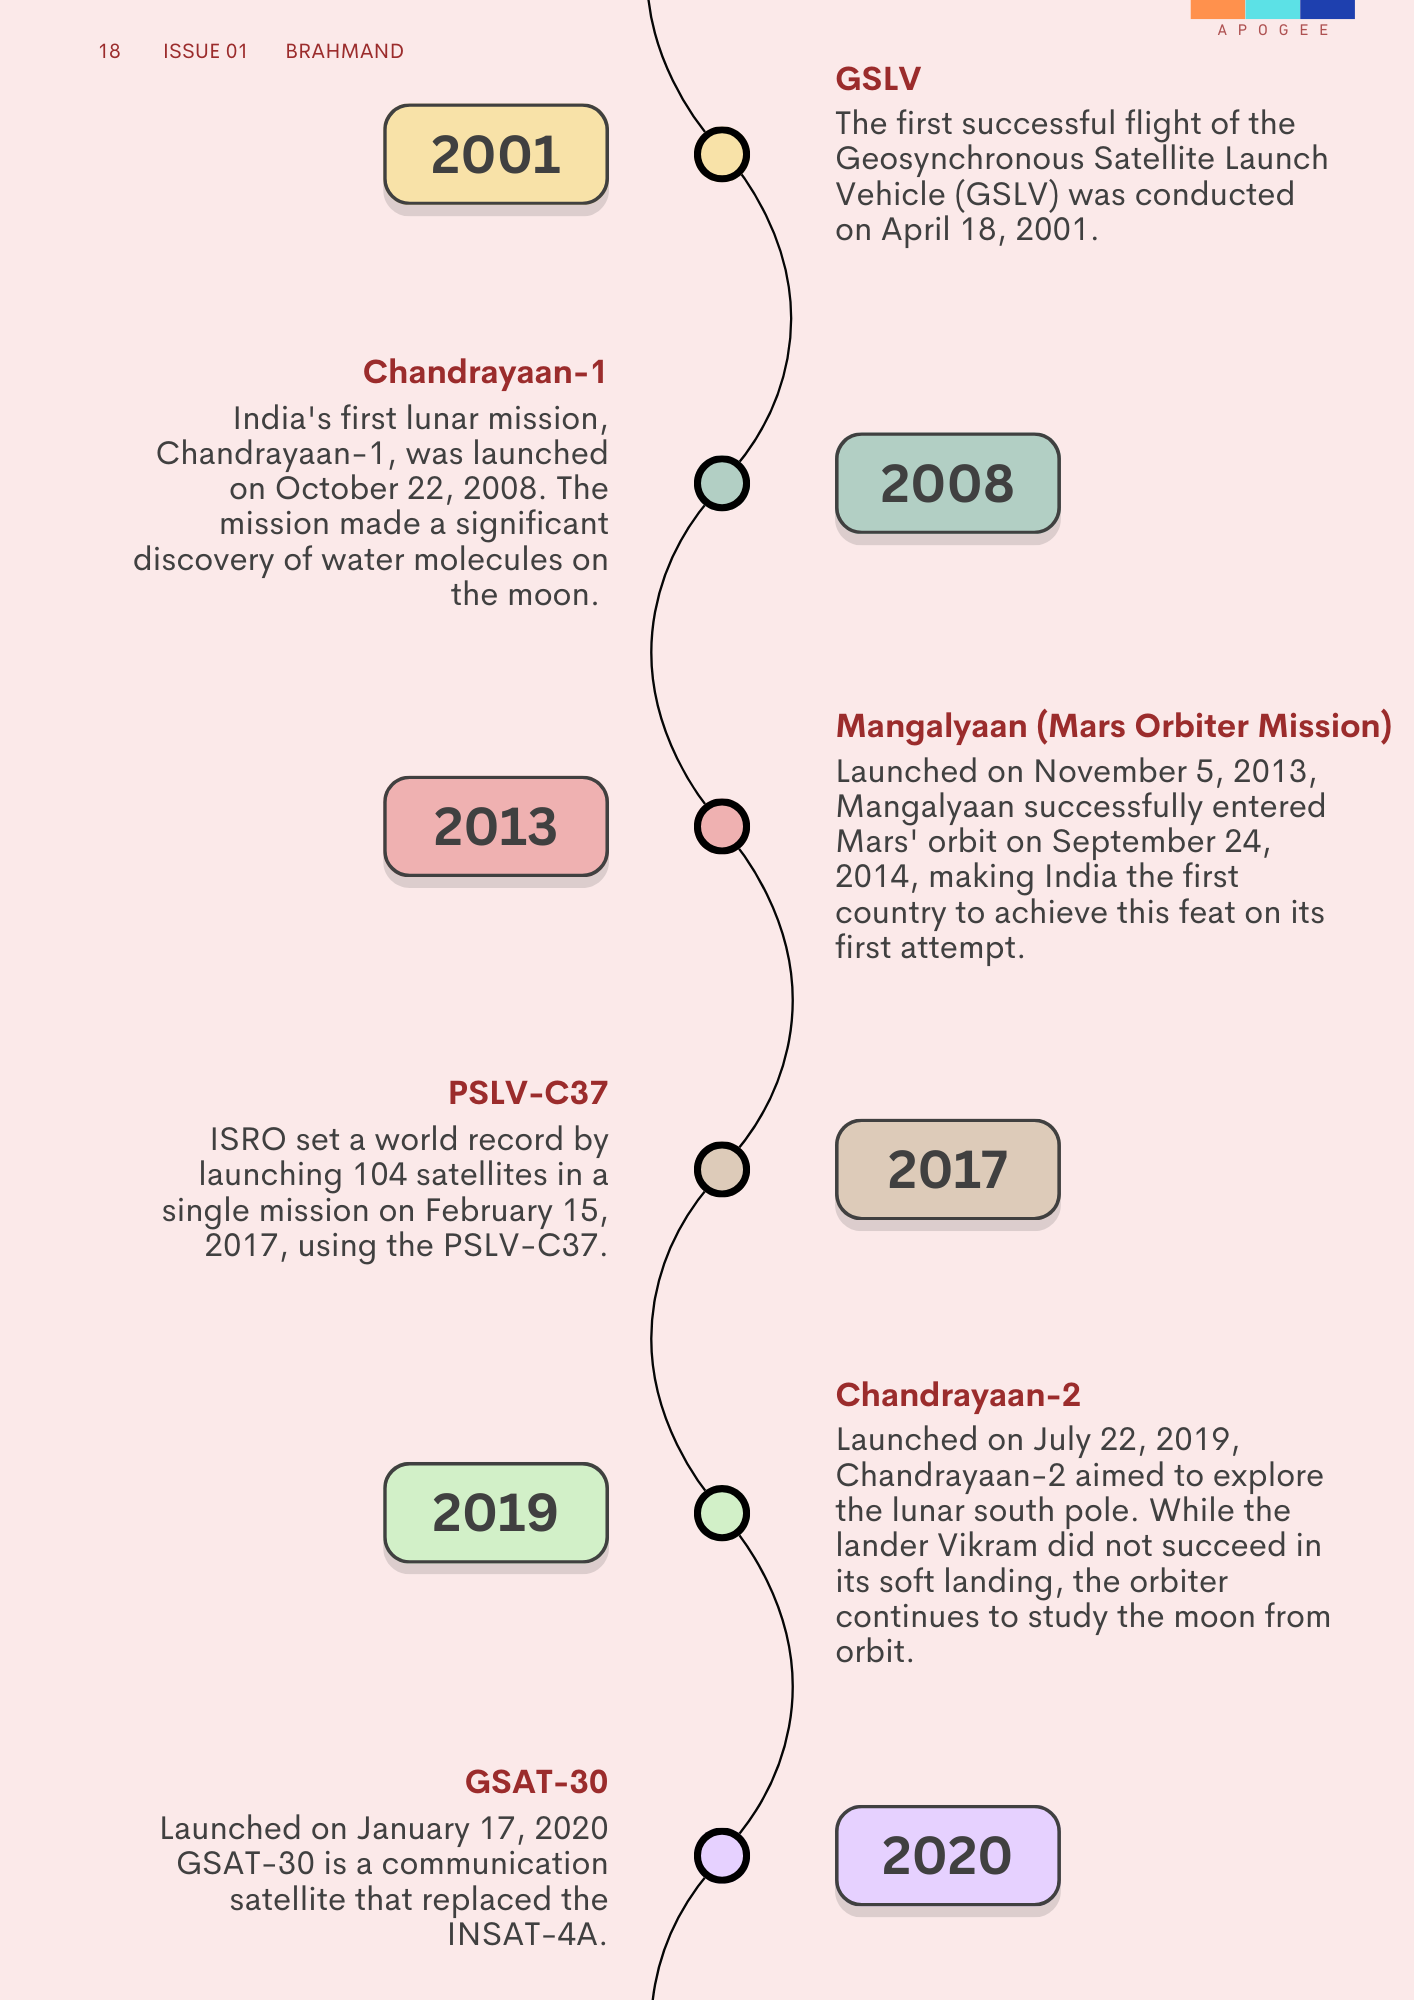 18 ISSUE 01 BRAHMAND
APOGEE
2001
GSLV
The first successful flight of the
Geosynchronous Satellite Launch
Vehicle (GSLV) was conducted
on April 18, 2001.
Chandrayaan-1
India's first lunar mission,
Chandrayaan-1, was launched
on October 22, 2008. The
mission made a significant
discovery of water molecules on
the moon.
2008
Mangalyaan (Mars Orbiter Mission)
Launched on November 5, 2013,
Mangalyaan successfully entered
Mars' orbit on September 24,
2014, making India the first
country to achieve this feat on its
first attempt.
2013
PSLV-C37
ISRO set a world record by
launching 104 satellites in a
single mission on February 15,
2017, using the PSLV-C37.
2017
Chandrayaan-2
Launched on July 22, 2019,
Chandrayaan-2 aimed to explore
the lunar south pole. While the
lander Vikram did not succeed in
its soft landing, the orbiter
continues to study the moon from
orbit.
2019
GSAT-30
Launched on January 17, 2020
GSAT-30 is a communication
satellite that replaced the
INSAT-4A.
2020